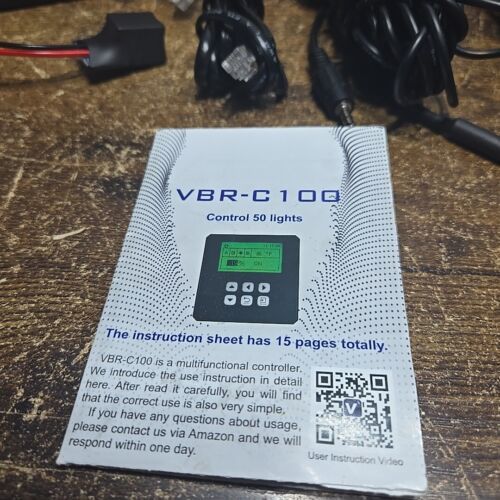 VBR-C100
Control 50 lights
The instruction sheet has 15 pages totally.
VBR-C100 is a multifunctional controller.
We introduce the use instruction in detail
here. After read it carefully, you will find
that the correct use is also very simple.
If you have any questions about usage,
please contact us via Amazon and we will
respond within one day.
V
User Instruction Video